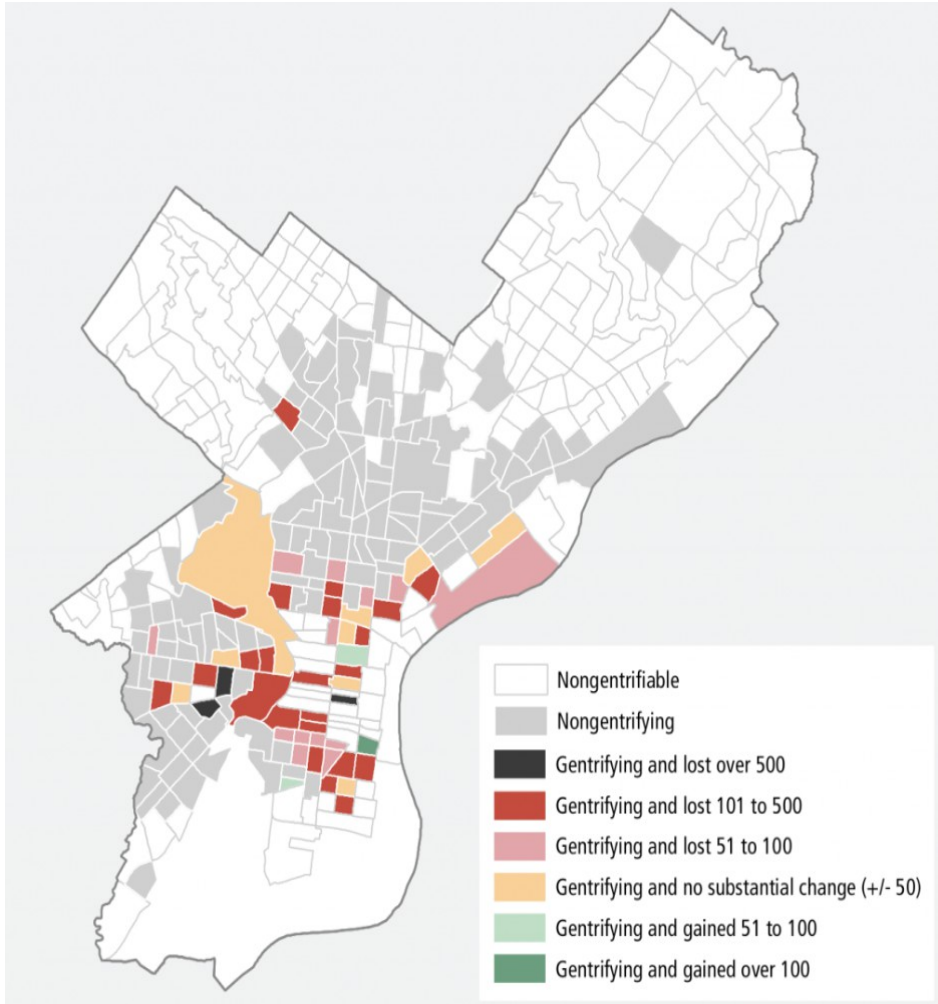 Nongentrifiable
Nongentrifying
Gentrifying and lost over 500
Gentrifying and lost 101 to 500
Gentrifying and lost 51 to 100
Gentrifying and no substantial change (+/- 50)
Gentrifying and gained 51 to 100
Gentrifying and gained over 100